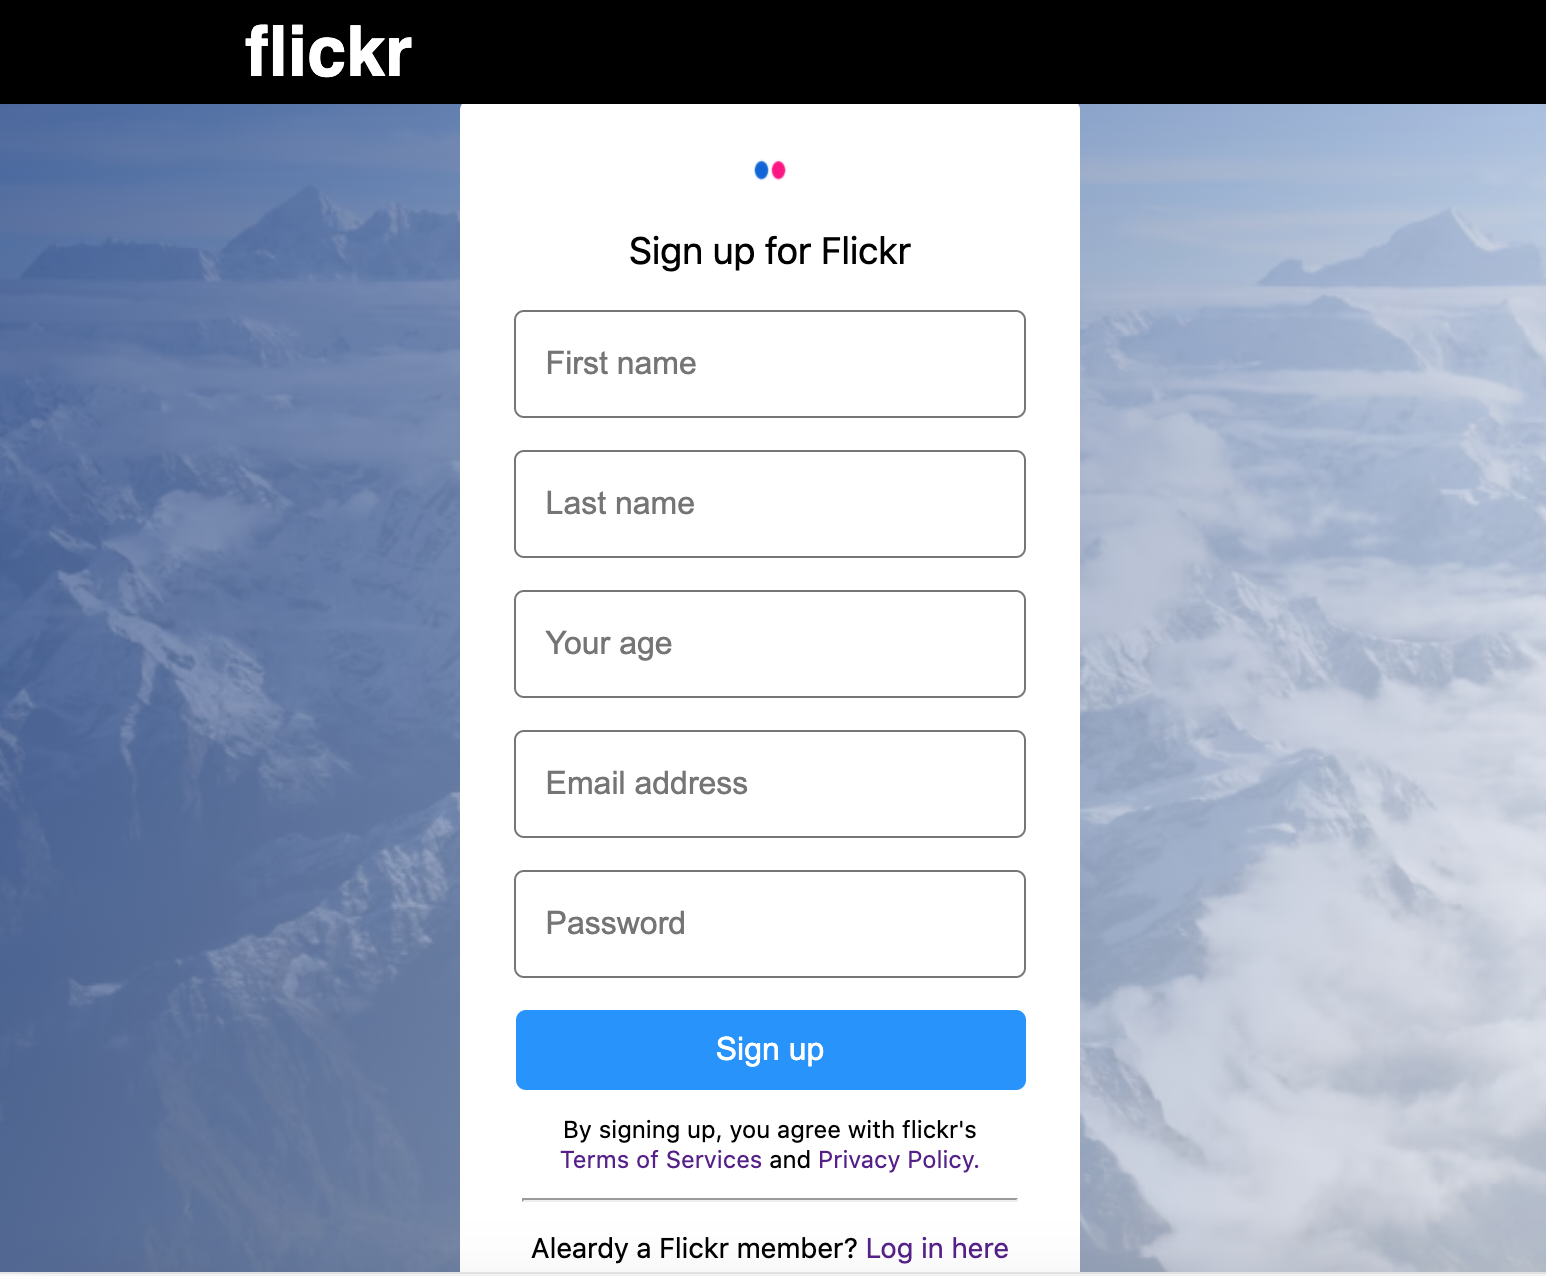 flickr
Sign up for Flickr
First name
Last name
Your age
Email address
Password
Sign up
By signing up, you agree with flickr's
Terms of Services and Privacy Policy.
Aleardy a Flickr member? Log in here